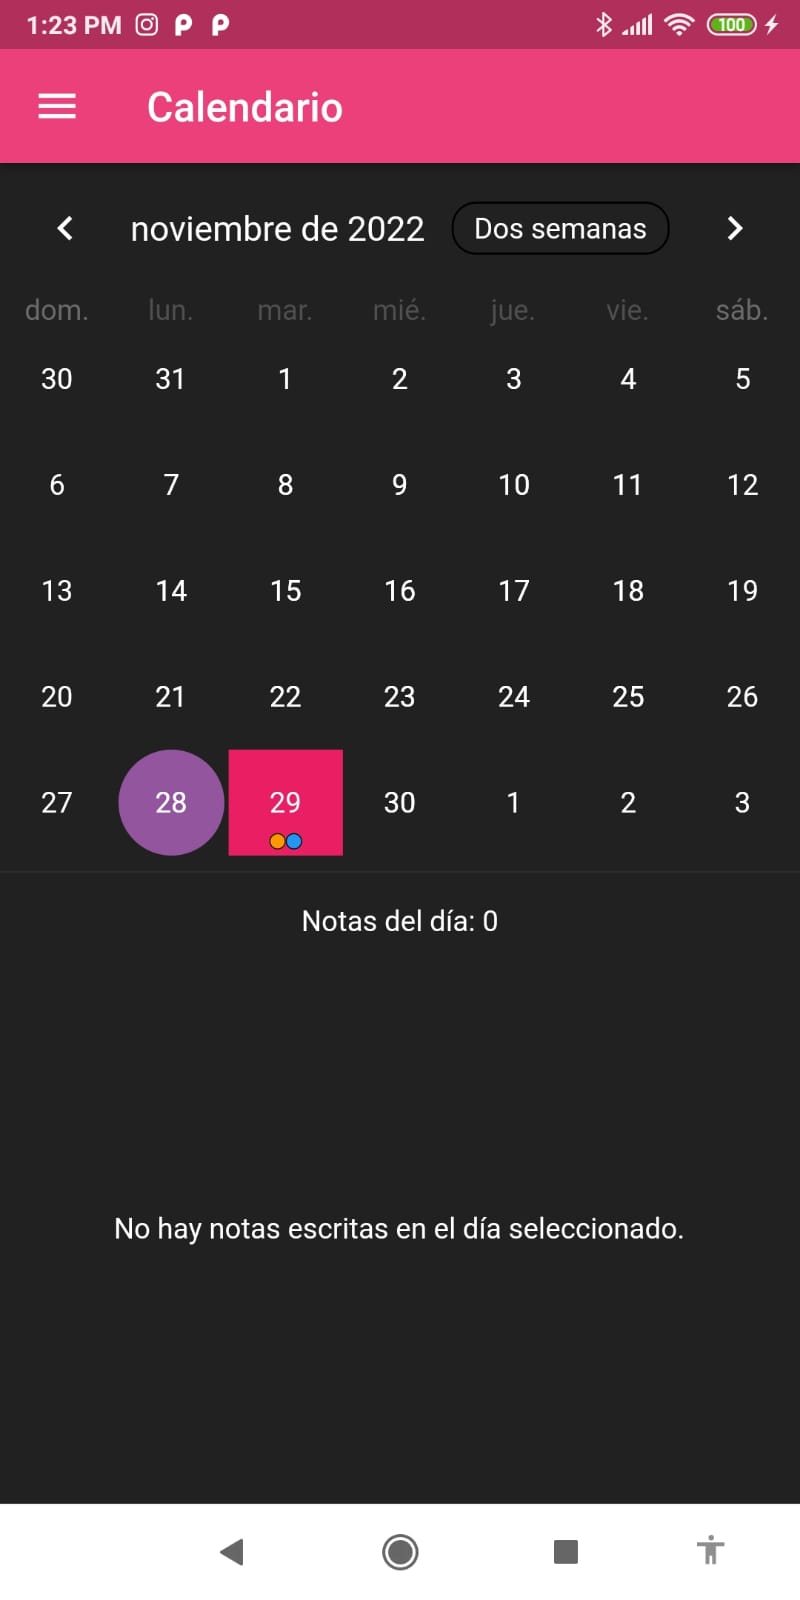 1:23 PM
100
Calendario
noviembre de 2022 Dos semanas
dom. lun. mar. mié. jue. vie. sáb.
30 31 1 2 3 4 5
6 7 8 9 10 11 12
13 14 15 16 17 18 19
20 21 22 23 24 25 26
27 28 29 30 1 2 3
Notas del día: 0
No hay notas escritas en el día seleccionado.